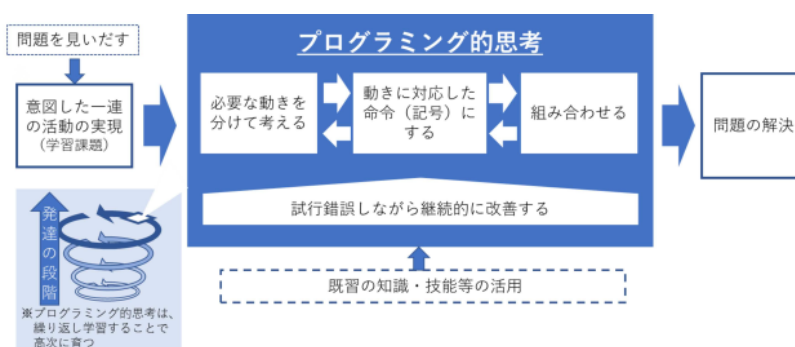 問題を見いだす
意図した一連
の活動の実現
(学習課題)
プログラミング的思考
必要な動きを
分けて考える
動きに対応した
命令（記号）に
する
組み合わせる
試行錯誤しながら継続的に改善する
既習の知識・技能等の活用
問題の解決
発達の段階
※プログラミング的思考は、
繰り返し学習することで
高次に育つ